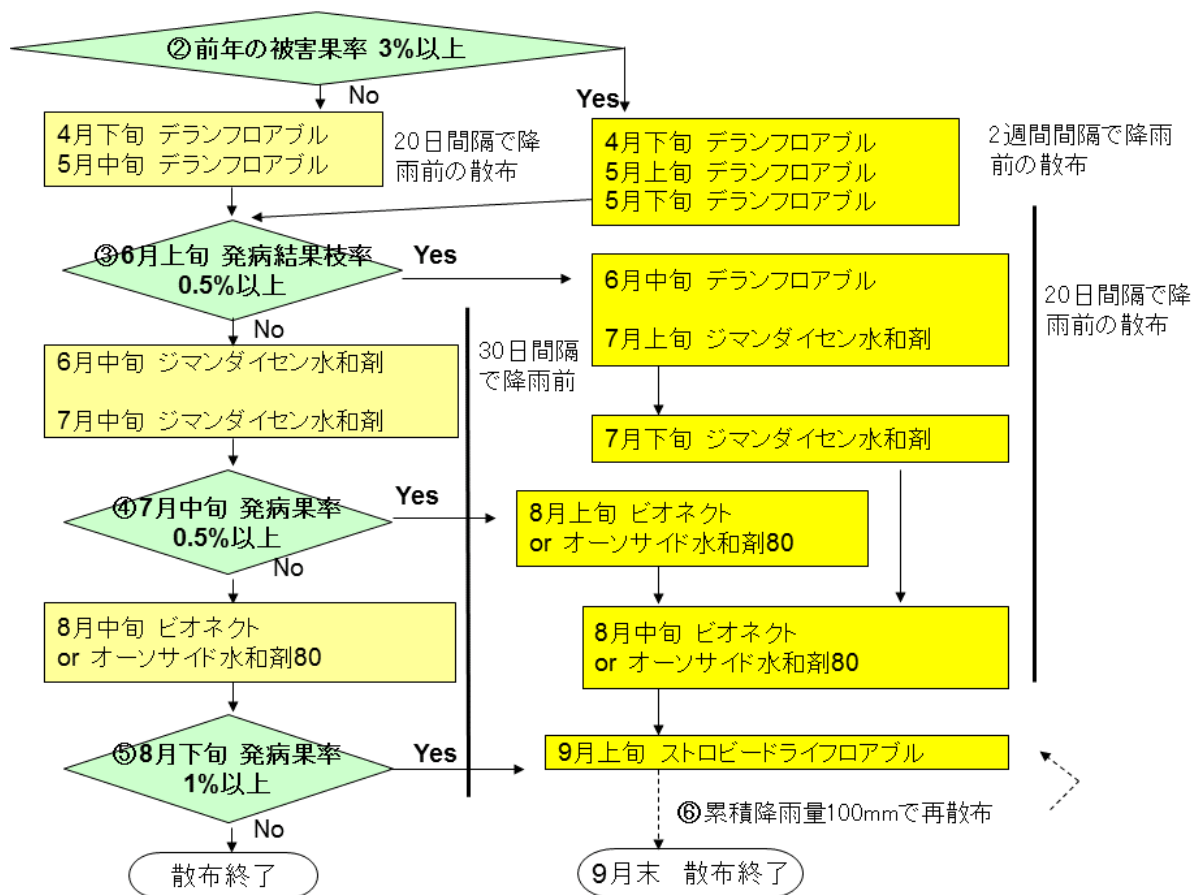 ②前年の被害果率 3%以上
No
Yes
4月下旬 デランフロアブル
5月中旬 デランフロアブル
20日間隔で降
雨前の散布
4月下旬 デランフロアブル
5月上旬 デランフロアブル
5月下旬 デランフロアブル
2週間間隔で降雨
前の散布
③6月上旬 発病結果枝率
0.5%以上
Yes
No
6月中旬 デランフロアブル
7月上旬 ジマンダイセン水和剤
20日間隔で降
雨前の散布
6月中旬 ジマンダイセン水和剤
7月中旬 ジマンダイセン水和剤
30日間隔
で降雨前
7月下旬 ジマンダイセン水和剤
④7月中旬 発病果率
0.5%以上
Yes
No
8月上旬 ビオネクト
or オーソサイド水和剤80
8月中旬 ビオネクト
or オーソサイド水和剤80
8月中旬 ビオネクト
or オーソサイド水和剤80
⑤8月下旬 発病果率
1%以上
Yes
No
9月上旬 ストロビードライフロアブル
⑥累積降雨量100mmで再散布
散布終了
9月末 散布終了